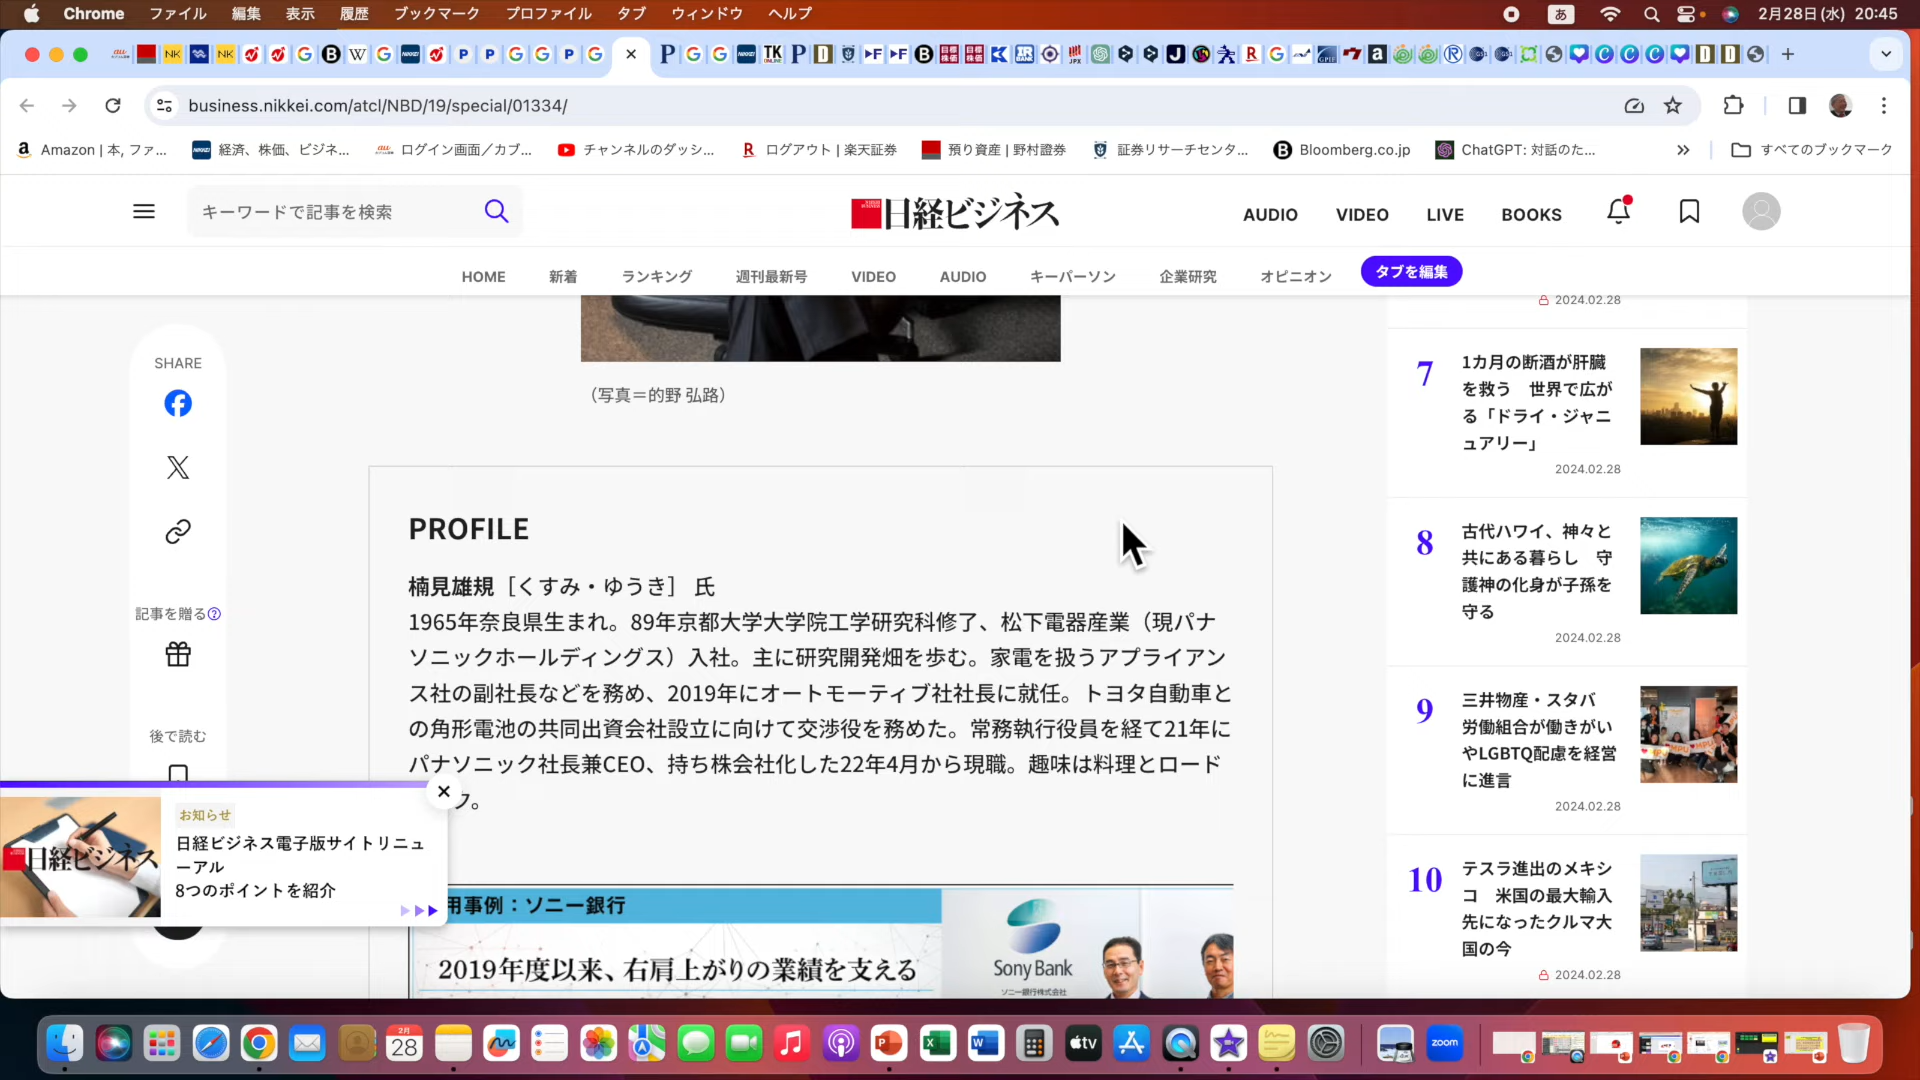 Chrome ファイル 編集 表示 履歴 ブックマーク プロファイル タブ ウィンドウ ヘルプ あ 2月28日(水) 20:45
business.nikkei.com/atcl/NBD/19/special/01334/
Amazon | 本, ファ... 経済、株価、ビジネ... ログイン画面／カブ... チャンネルのダッシ... ログアウト | 楽天証券 預り資産 | 野村證券 証券リサーチセンタ... Bloomberg.co.jp ChatGPT: 対話のた... すべてのブックマーク
キーワードで記事を検索
日経ビジネス
AUDIO VIDEO LIVE BOOKS
HOME 新着 ランキング 週刊最新号 VIDEO AUDIO キーパーソン 企業研究 オピニオン タブを編集
SHARE
記事を贈る
後で読む
（写真＝的野 弘路）
PROFILE
楠見雄規［くすみ・ゆうき］ 氏
1965年奈良県生まれ。89年京都大学大学院工学研究科修了、松下電器産業（現パナ
ソニックホールディングス）入社。主に研究開発畑を歩む。家電を扱うアプライアン
ス社の副社長などを務め、2019年にオートモーティブ社社長に就任。トヨタ自動車と
の角形電池の共同出資会社設立に向けて交渉役を務めた。常務執行役員を経て21年に
パナソニック社長兼CEO、持ち株会社化した22年4月から現職。趣味は料理とロード
ク。
用事例：ソニー銀行
2019年度以来、右肩上がりの業績を支える
Sony Bank
ソニー銀行株式会社
お知らせ
日経ビジネス電子版サイトリニュ
ーアル
8つのポイントを紹介
日経ビジネス
2024.02.28
7
1カ月の断酒が肝臓
を救う　世界で広が
る「ドライ・ジャニ
ュアリー」
2024.02.28
8
古代ハワイ、神々と
共にある暮らし　守
護神の化身が子孫を
守る
2024.02.28
9
三井物産・スタバ
労働組合が働きがい
やLGBTQ配慮を経営
に進言
2024.02.28
10
テスラ進出のメキシ
コ　米国の最大輸入
先になったクルマ大
国の今
2024.02.28
2月
28
tv
zoom